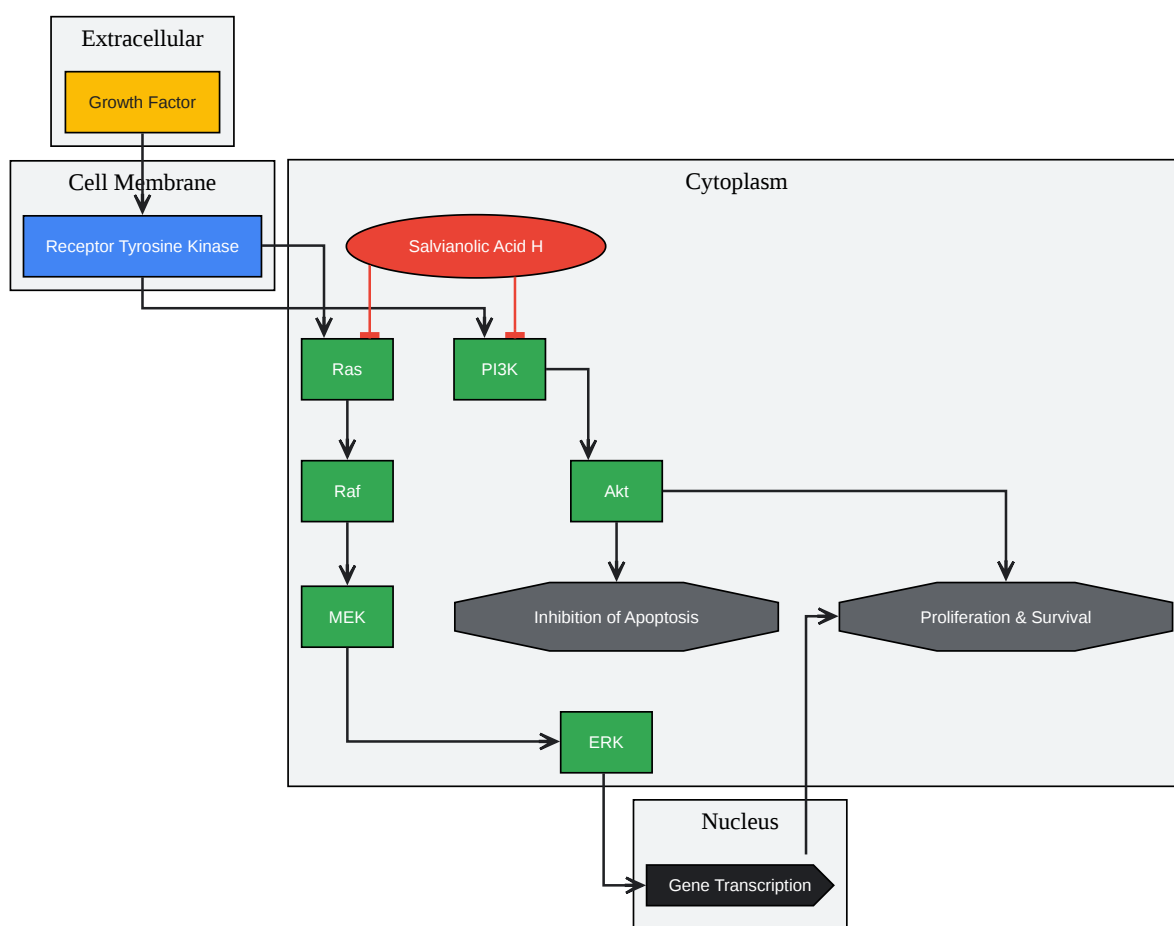 Extracellular
Growth Factor
Cell Membrane
Receptor Tyrosine Kinase
Cytoplasm
Salvianolic Acid H
Ras
PI3K
Raf
Akt
MEK
Inhibition of Apoptosis
Proliferation & Survival
ERK
Nucleus
Gene Transcription